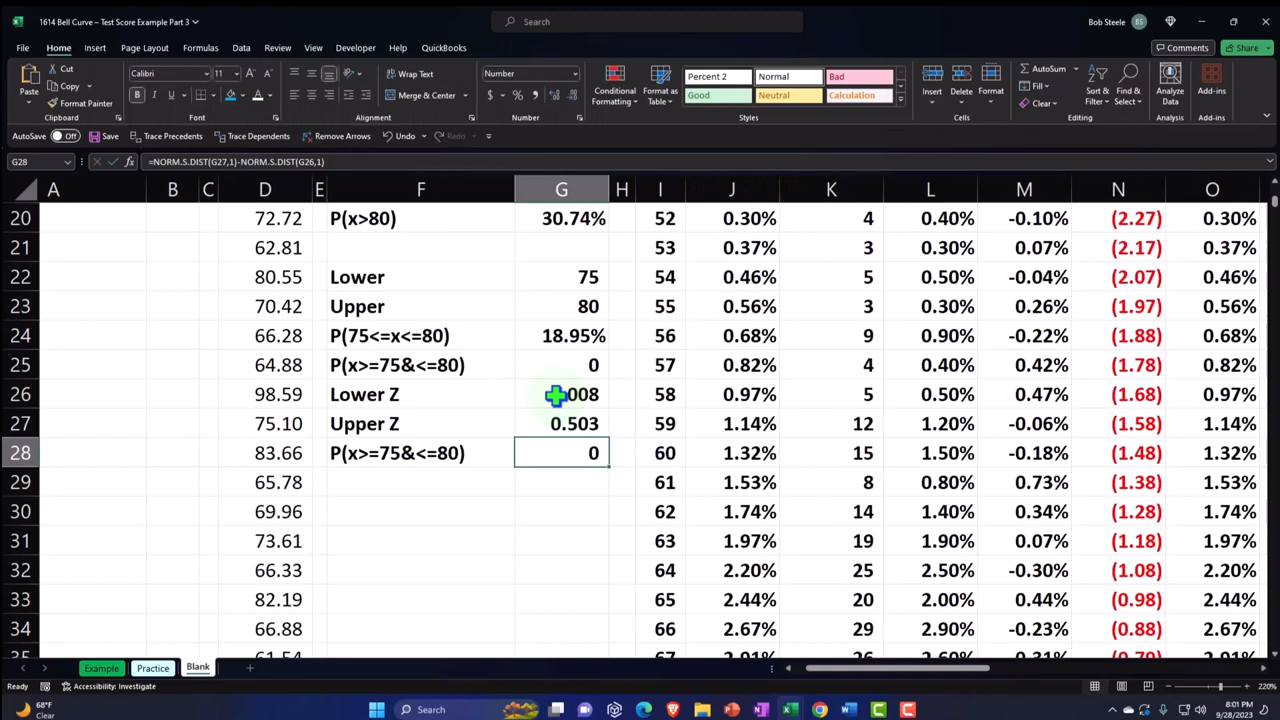 1614 Bell Curve – Test Score Example Part 3
Search
Bob Steele
BS
File Home Insert Page Layout Formulas Data Review View Developer Help QuickBooks
Comments Share
Paste
Cut
Copy
Format Painter
Clipboard
Calibri 11
B I U
Font
Wrap Text
Merge & Center
Alignment
Number
$ % ,
Number
Conditional Formatting
Format as Table
Percent 2 Normal Bad
Good Neutral Calculation
Styles
Insert Delete Format
Cells
AutoSum
Fill
Clear
Sort & Filter
Find & Select
Editing
Analyze Data
Analysis
Add-ins
Add-ins
AutoSave Off Save Trace Precedents Trace Dependents Remove Arrows Undo Redo
G28 fx =NORM.S.DIST(G27,1)-NORM.S.DIST(G26,1)
A B C D E F G H I J K L M N O
20 72.72 P(x>80) 30.74% 52 0.30% 4 0.40% -0.10% (2.27) 0.30%
21 62.81 53 0.37% 3 0.30% 0.07% (2.17) 0.37%
22 80.55 Lower 75 54 0.46% 5 0.50% -0.04% (2.07) 0.46%
23 70.42 Upper 80 55 0.56% 3 0.30% 0.26% (1.97) 0.56%
24 66.28 P(75<=x<=80) 18.95% 56 0.68% 9 0.90% -0.22% (1.88) 0.68%
25 64.88 P(x>=75&<=80) 0 57 0.82% 4 0.40% 0.42% (1.78) 0.82%
26 98.59 Lower Z 008 58 0.97% 5 0.50% 0.47% (1.68) 0.97%
27 75.10 Upper Z 0.503 59 1.14% 12 1.20% -0.06% (1.58) 1.14%
28 83.66 P(x>=75&<=80) 0 60 1.32% 15 1.50% -0.18% (1.48) 1.32%
29 65.78 61 1.53% 8 0.80% 0.73% (1.38) 1.53%
30 69.96 62 1.74% 14 1.40% 0.34% (1.28) 1.74%
31 73.61 63 1.97% 19 1.90% 0.07% (1.18) 1.97%
32 66.33 64 2.20% 25 2.50% -0.30% (1.08) 2.20%
33 82.19 65 2.44% 20 2.00% 0.44% (0.98) 2.44%
34 66.88 66 2.67% 29 2.90% -0.23% (0.88) 2.67%
Example Practice Blank
Ready Accessibility: Investigate 220%
68°F
Clear
Search
8:01 PM
9/28/2023